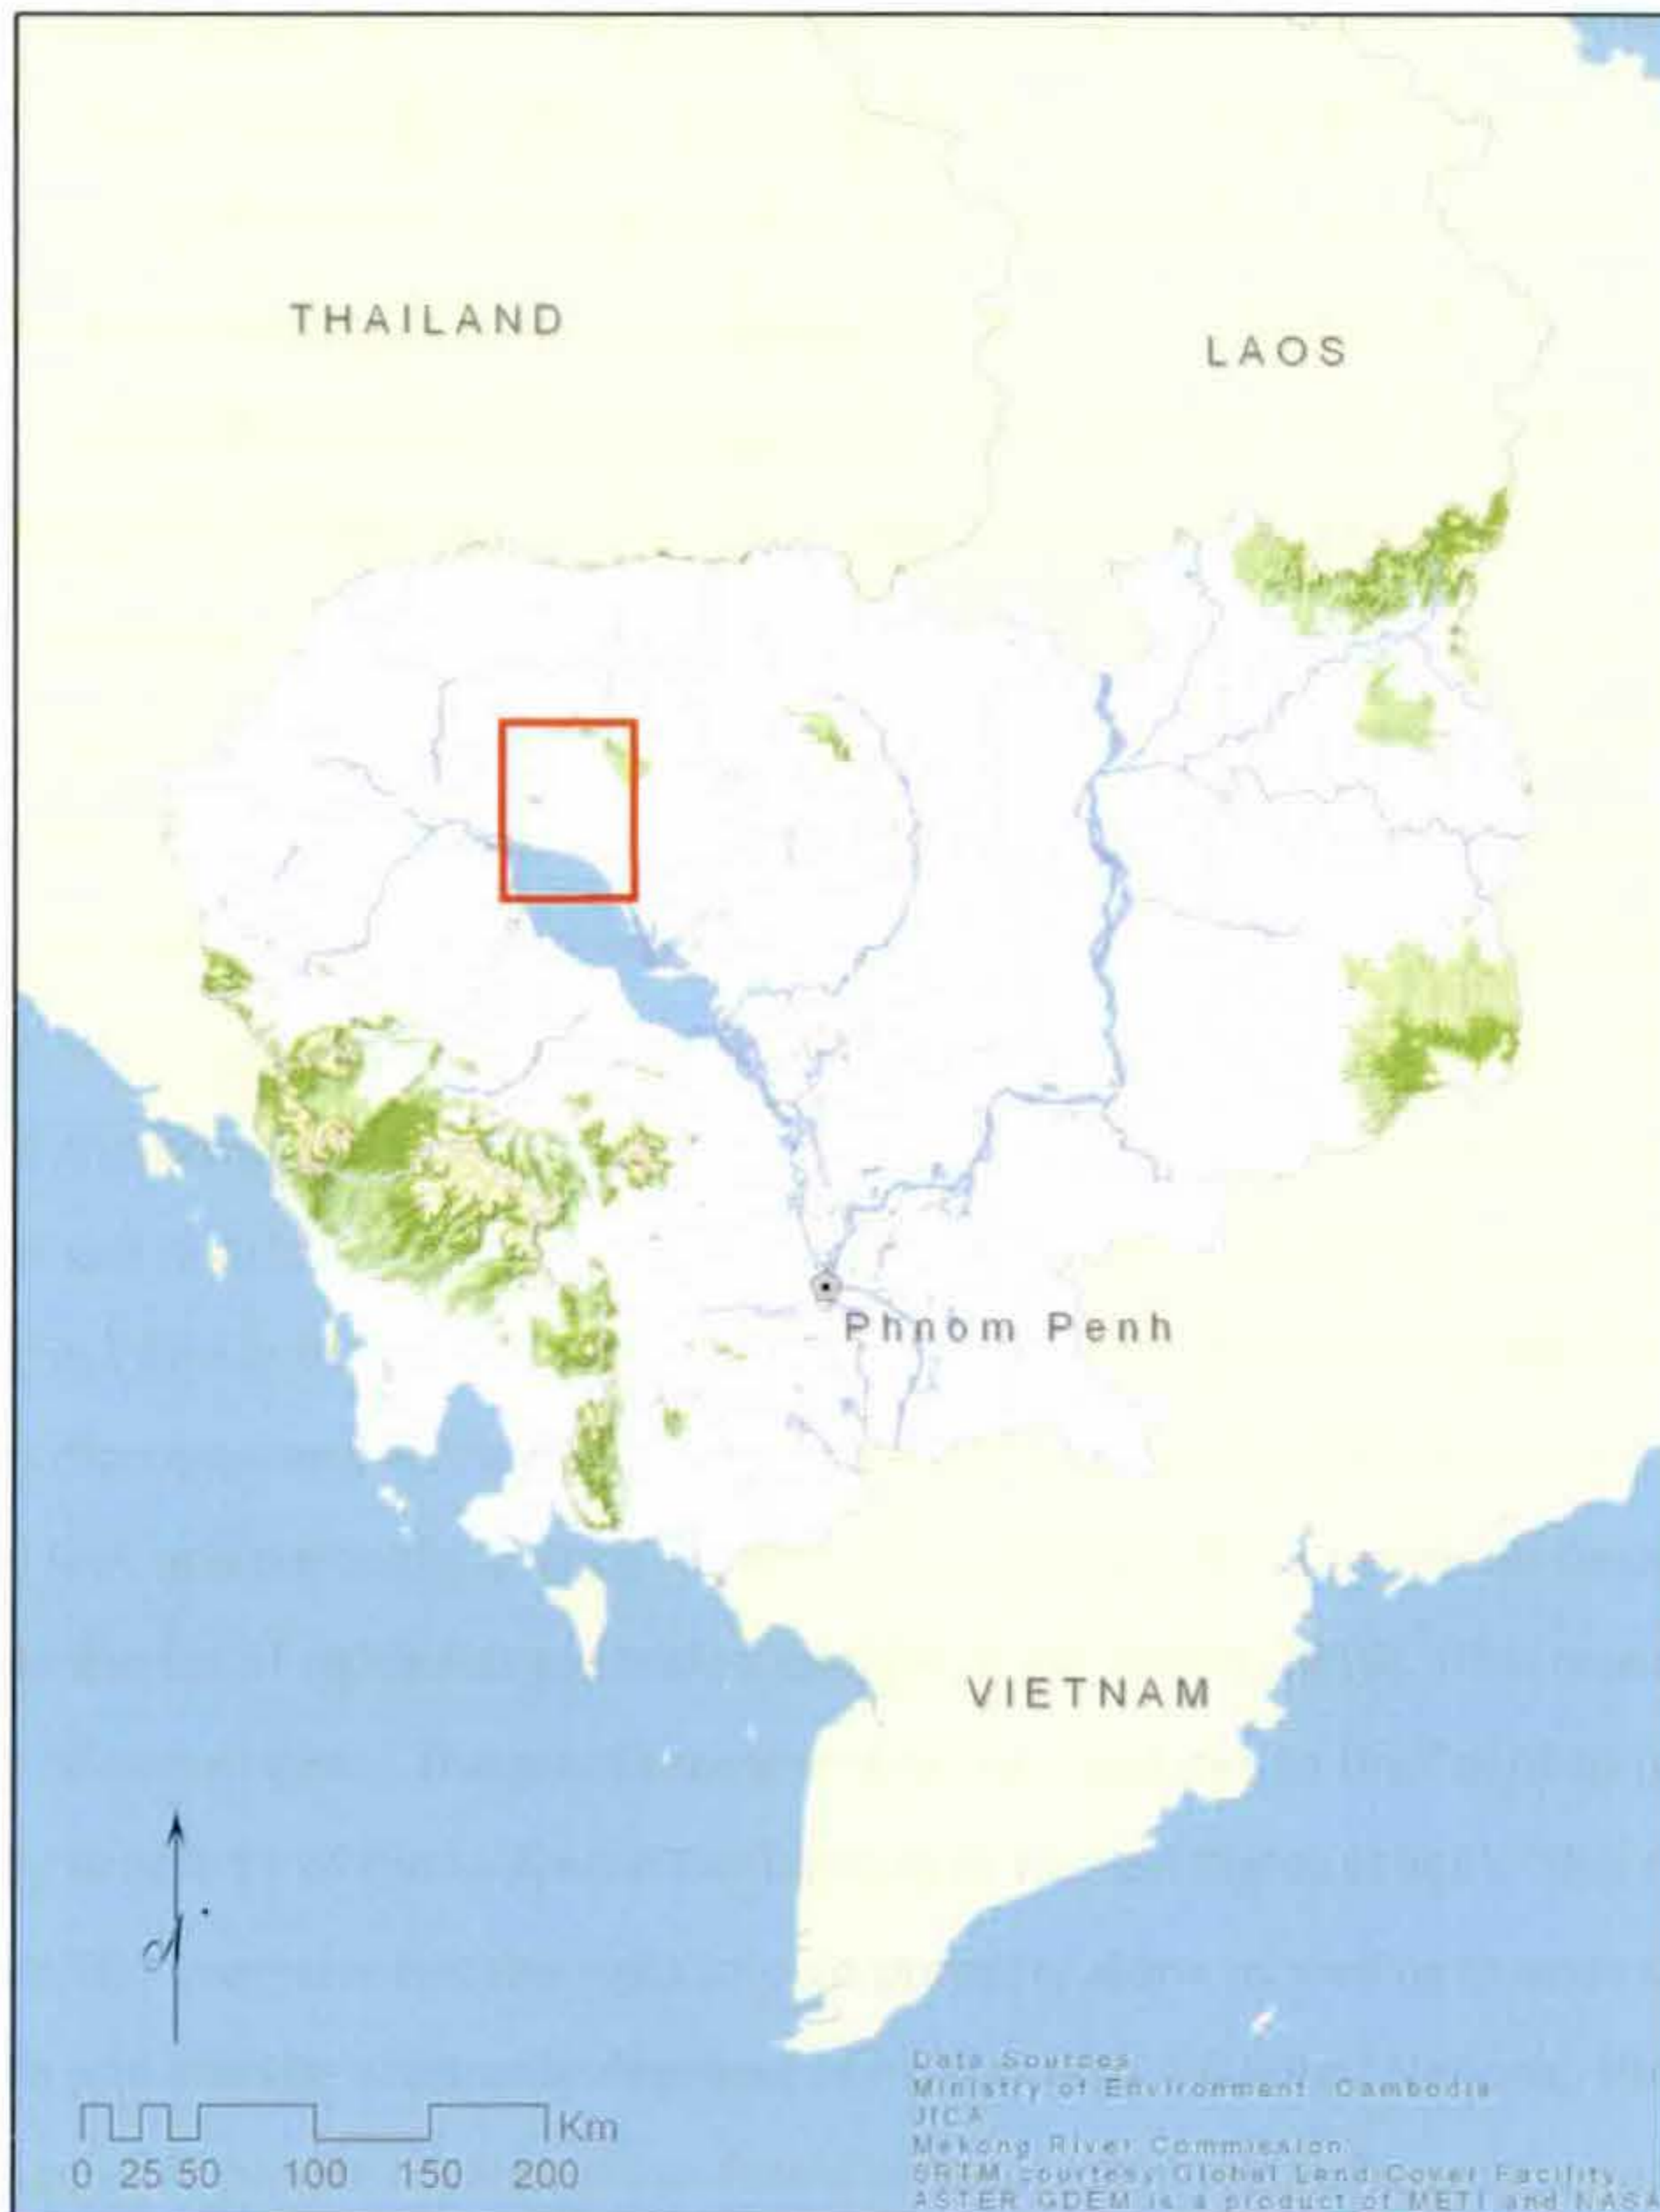 THAILAND
LAOS
Phnom Penh
VIETNAM
Km
0 25 50 100 150 200
Data Sources
Ministry of Environment, Cambodia
JICA
Mekong River Commission
SRTM courtesy Global Land Cover Facility,
ASTER GDEM is a product of METI and NASA